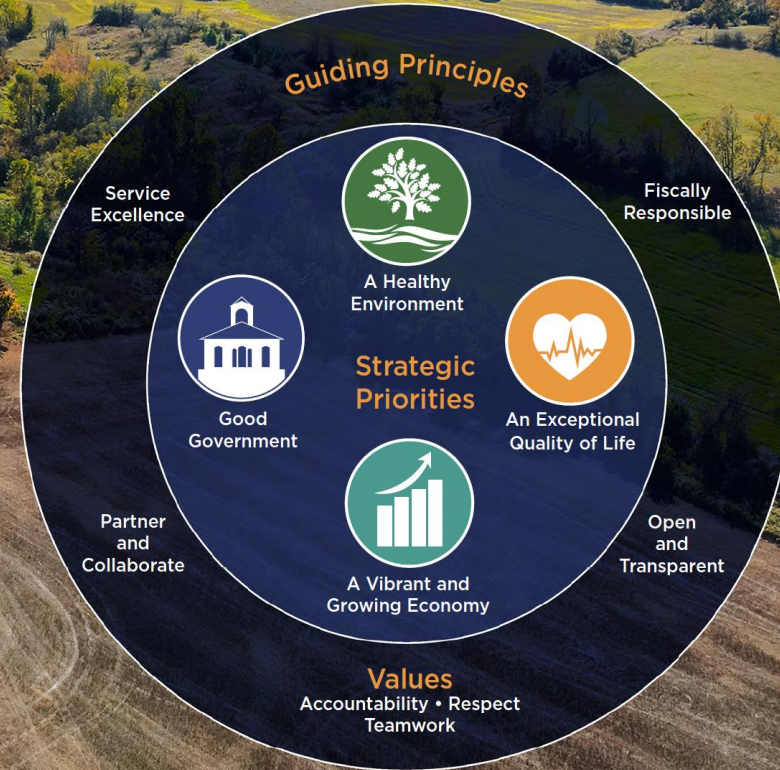 Guiding Principles
Service
Excellence
Fiscally
Responsible
A Healthy
Environment
Strategic
Priorities
Good
Government
An Exceptional
Quality of Life
Partner
and
Collaborate
Open
and
Transparent
A Vibrant and
Growing Economy
Values
Accountability • Respect
Teamwork